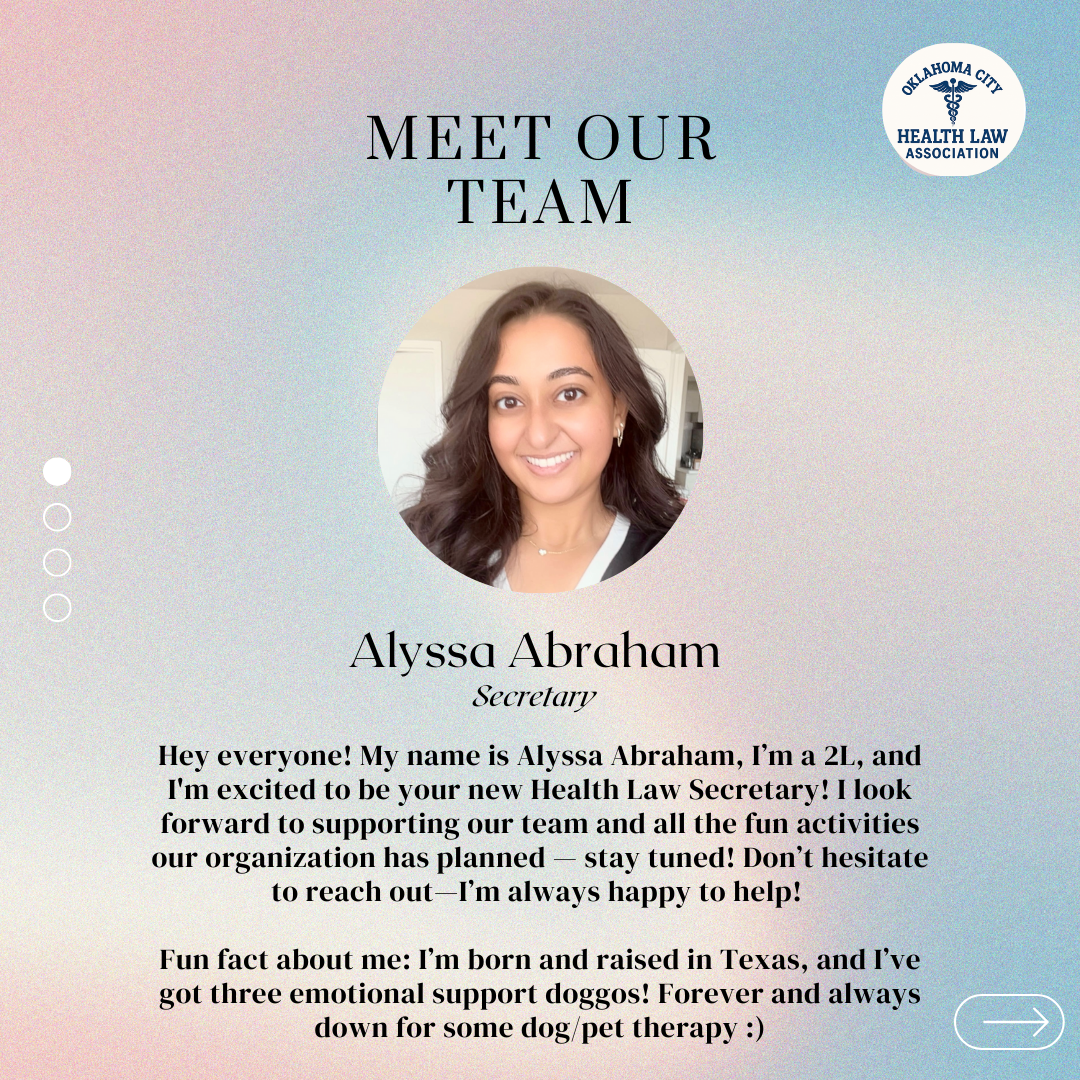 OKLAHOMA CITY
HEALTH LAW
ASSOCIATION
MEET OUR
TEAM
Alyssa Abraham
Secretary
Hey everyone! My name is Alyssa Abraham, I’m a 2L, and
I'm excited to be your new Health Law Secretary! I look
forward to supporting our team and all the fun activities
our organization has planned — stay tuned! Don’t hesitate
to reach out—I’m always happy to help!
Fun fact about me: I’m born and raised in Texas, and I’ve
got three emotional support doggos! Forever and always
down for some dog/pet therapy :)